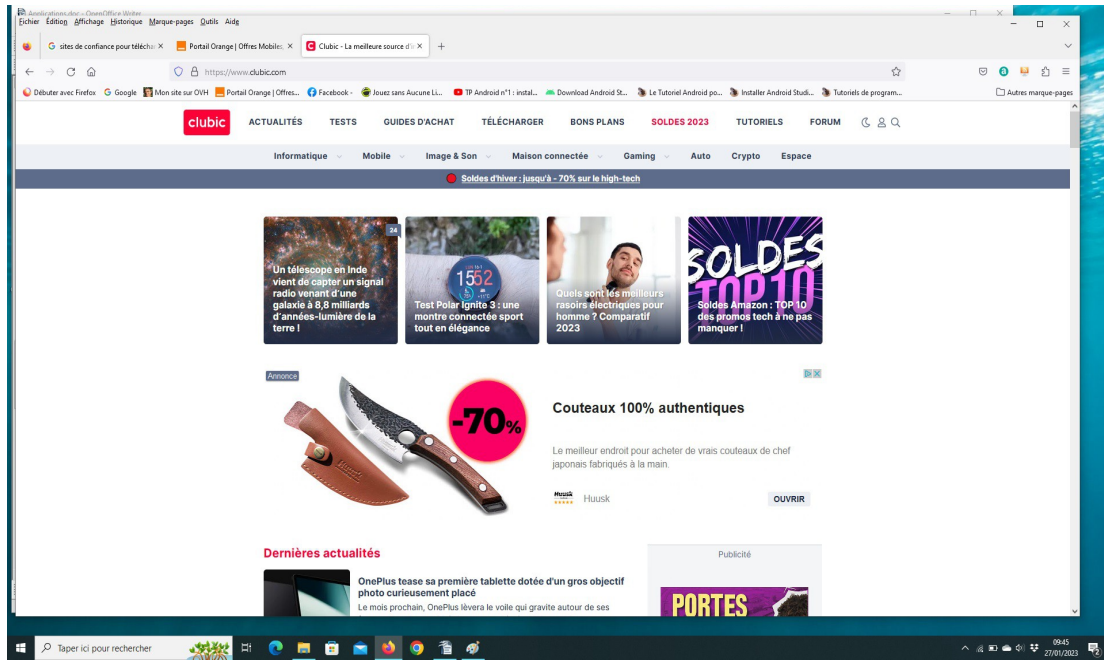 Applications.doc - OpenOffice Writer
Fichier Édition Affichage Historique Marque-pages Outils Aide
sites de confiance pour téléchar
Portail Orange | Offres Mobiles,
Clubic - La meilleure source d'i
https://www.clubic.com
Débuter avec Firefox Google Mon site sur OVH Portail Orange | Offres... Facebook - Jouez sans Aucune Li... TP Android n°1 : instal... Download Android St... Le Tutoriel Android po... Installer Android Studi... Tutoriels de program... Autres marque-pages
clubic ACTUALITÉS TESTS GUIDES D'ACHAT TÉLÉCHARGER BONS PLANS SOLDES 2023 TUTORIELS FORUM
Informatique Mobile Image & Son Maison connectée Gaming Auto Crypto Espace
Soldes d'hiver : jusqu'à - 70% sur le high-tech
24
Un télescope en Inde
vient de capter un signal
radio venant d'une
galaxie à 8,8 milliards
d'années-lumière de la
terre !
1552
Test Polar Ignite 3 : une
montre connectée sport
tout en élégance
Quels sont les meilleurs
rasoirs électriques pour
homme ? Comparatif
2023
SOLDES
TOP 10
Soldes Amazon : TOP 10
des promos tech à ne pas
manquer !
Annonce
-70%
Couteaux 100% authentiques
Le meilleur endroit pour acheter de vrais couteaux de chef
japonais fabriqués à la main.
Huusk
Huusk
OUVRIR
Dernières actualités
Publicité
OnePlus tease sa première tablette dotée d'un gros objectif
photo curieusement placé
Le mois prochain, OnePlus lèvera le voile qui gravite autour de ses
PORTES
Taper ici pour rechercher
09:45
27/01/2023